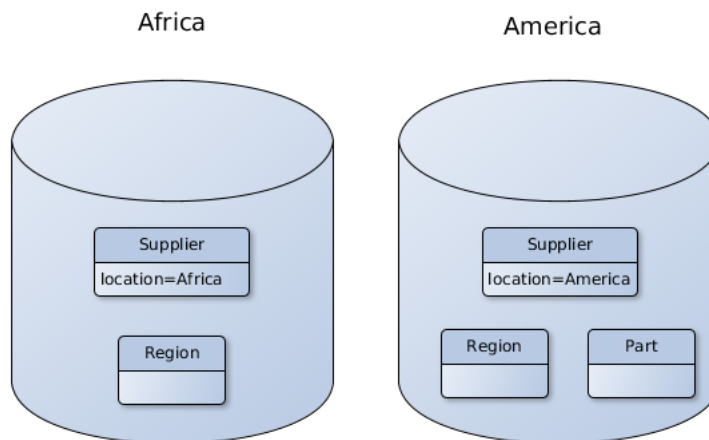 Africa
America
Supplier
location=Africa
Region
Supplier
location=America
Region
Part